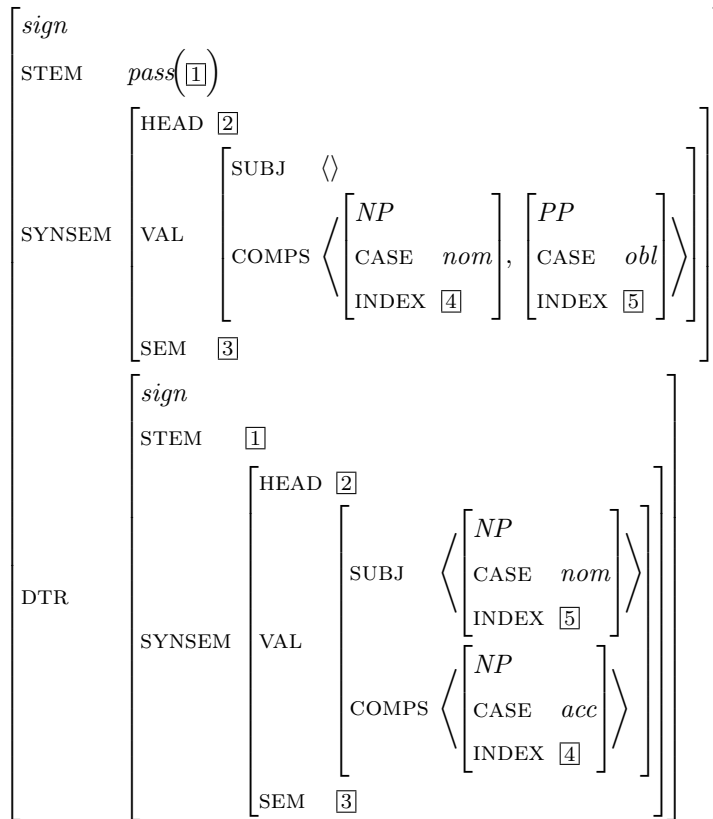 sign
STEM pass(1)
HEAD 2
SUBJ ⟨⟩
NP PP
SYNSEM VAL COMPS ⟨ CASE nom , CASE obl ⟩
INDEX 4 INDEX 5
SEM 3
sign
STEM 1
HEAD 2
NP
SUBJ ⟨ CASE nom ⟩
DTR INDEX 5
SYNSEM VAL NP
COMPS ⟨ CASE acc ⟩
INDEX 4
SEM 3